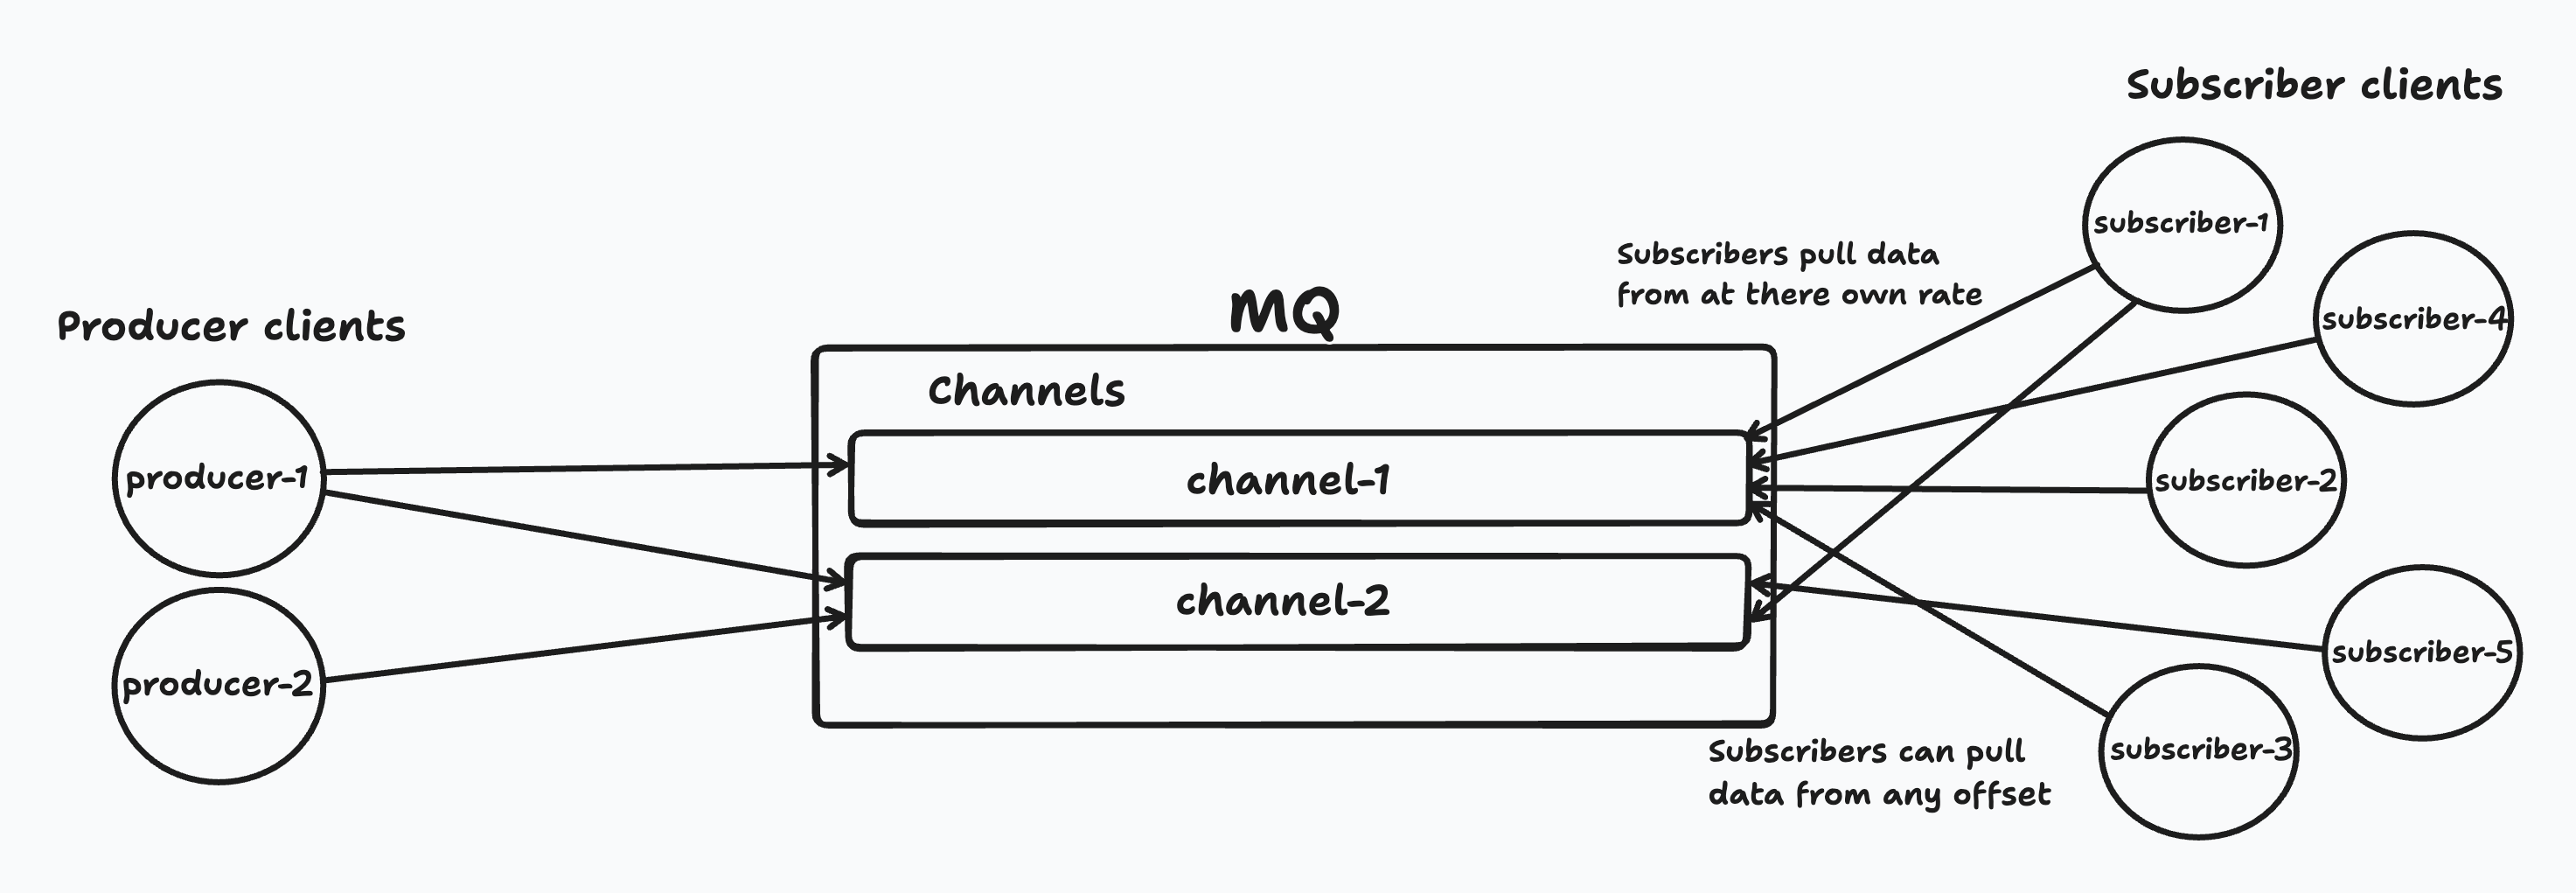 Subscriber clients
subscriber-1
Subscribers pull data
from at there own rate
subscriber-4
MQ
Producer clients
Channels
producer-1
channel-1
subscriber-2
channel-2
subscriber-5
producer-2
subscriber-3
Subscribers can pull
data from any offset